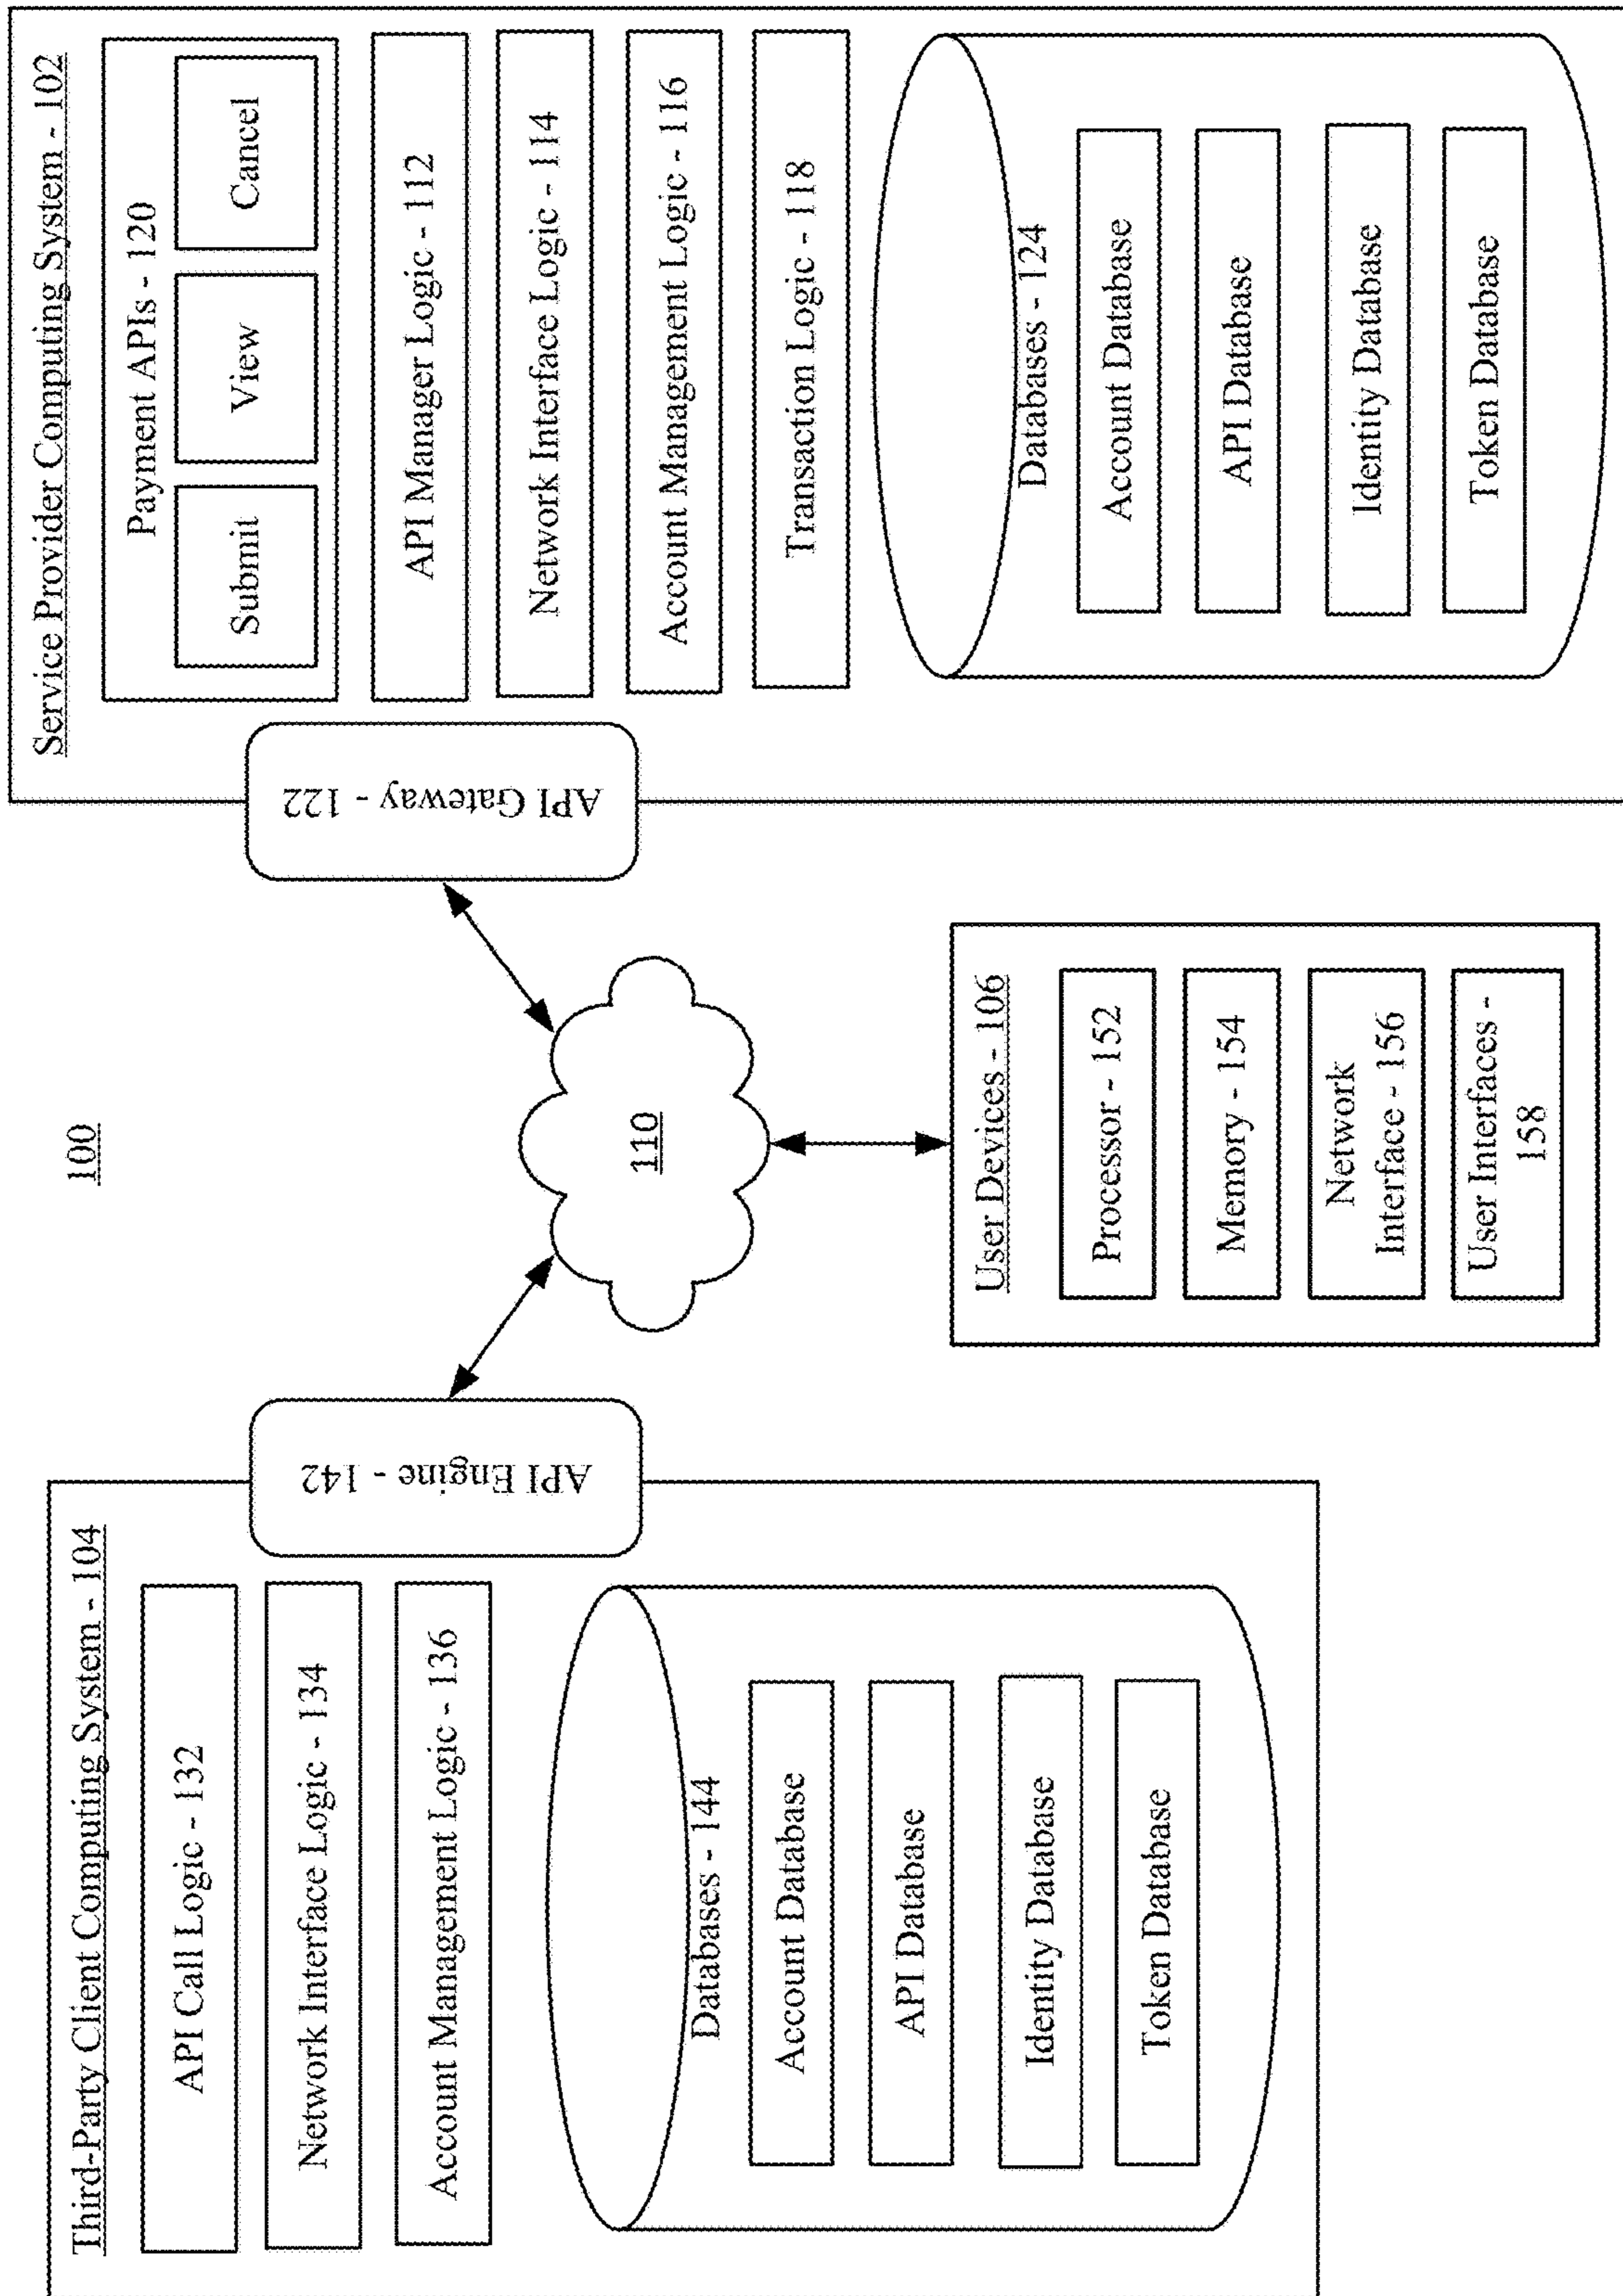 100
Third-Party Client Computing System - 104
API Call Logic - 132
Network Interface Logic - 134
Account Management Logic - 136
Databases - 144
Account Database
API Database
Identity Database
Token Database
API Engine - 142
110
User Devices - 106
Processor - 152
Memory - 154
Network
Interface - 156
User Interfaces -
158
API Gateway - 122
Service Provider Computing System - 102
Payment APIs - 120
Submit
View
Cancel
API Manager Logic - 112
Network Interface Logic - 114
Account Management Logic - 116
Transaction Logic - 118
Databases - 124
Account Database
API Database
Identity Database
Token Database